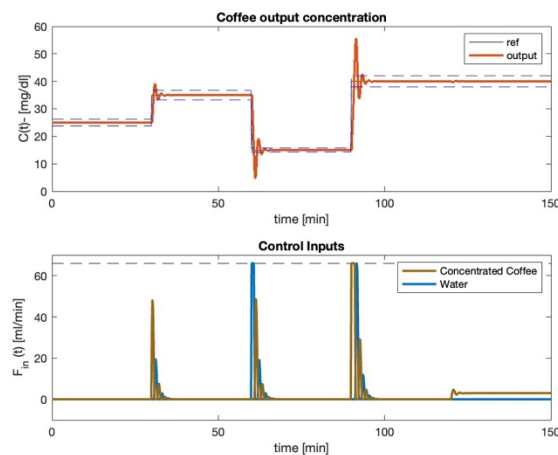 Coffee output concentration
60
50
40
30
20
10
0
C(t)- [mg/dl]
ref
output
0
50
100
150
time [min]
Control Inputs
60
40
20
0
F_in (t) [ml/min]
Concentrated Coffee
Water
0
50
100
150
time [min]